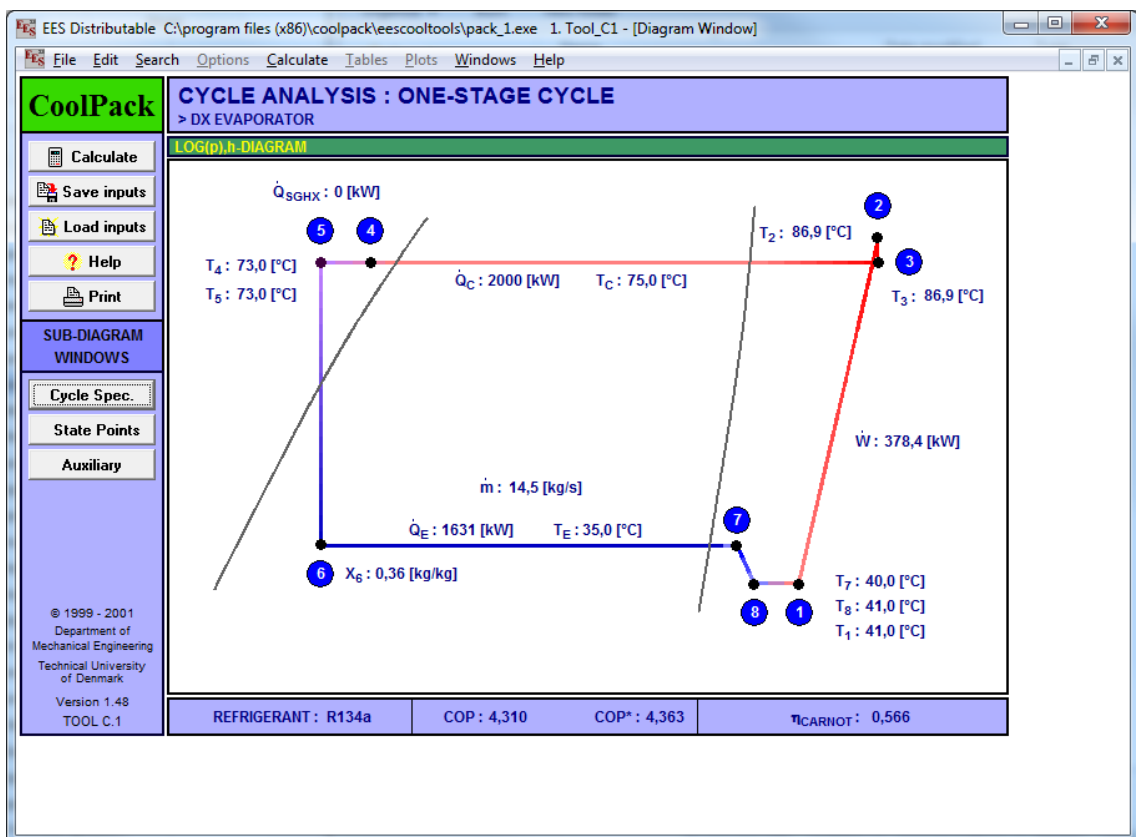 EES Distributable  C:\program files (x86)\coolpack\eescooltools\pack_1.exe   1. Tool_C1 - [Diagram Window]
File  Edit  Search  Options  Calculate  Tables  Plots  Windows  Help
CoolPack
CYCLE ANALYSIS : ONE-STAGE CYCLE
> DX EVAPORATOR
LOG(p),h-DIAGRAM
Calculate
Save inputs
Load inputs
Help
Print
SUB-DIAGRAM
WINDOWS
Cycle Spec.
State Points
Auxiliary
© 1999 - 2001
Department of
Mechanical Engineering
Technical University
of Denmark
Version 1.48
TOOL C.1
Q̇SGHX : 0 [kW]
5  4
2
T2 : 86,9 [°C]
3
T4 : 73,0 [°C]
T5 : 73,0 [°C]
Q̇C : 2000 [kW]  TC : 75,0 [°C]
T3 : 86,9 [°C]
Ẇ : 378,4 [kW]
ṁ : 14,5 [kg/s]
Q̇E : 1631 [kW]  TE : 35,0 [°C]
7
6  X6 : 0,36 [kg/kg]
8  1
T7 : 40,0 [°C]
T8 : 41,0 [°C]
T1 : 41,0 [°C]
REFRIGERANT : R134a  COP : 4,310  COP* : 4,363  ηCARNOT : 0,566